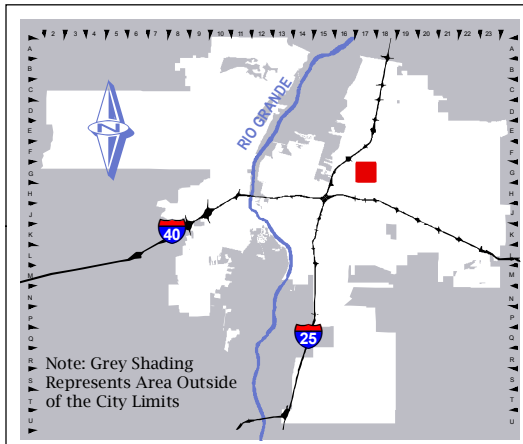 2 3 4 5 6 7 8 9 10 11 12 13 14 15 16 17 18 19 20 21 22 23
A
B
C
D
E
F
G
H
J
K
L
M
N
P
Q
R
S
T
U
A
B
C
D
E
F
G
H
J
K
L
M
N
P
Q
R
S
T
U
N
RIO GRANDE
40
25
Note: Grey Shading
Represents Area Outside
of the City Limits